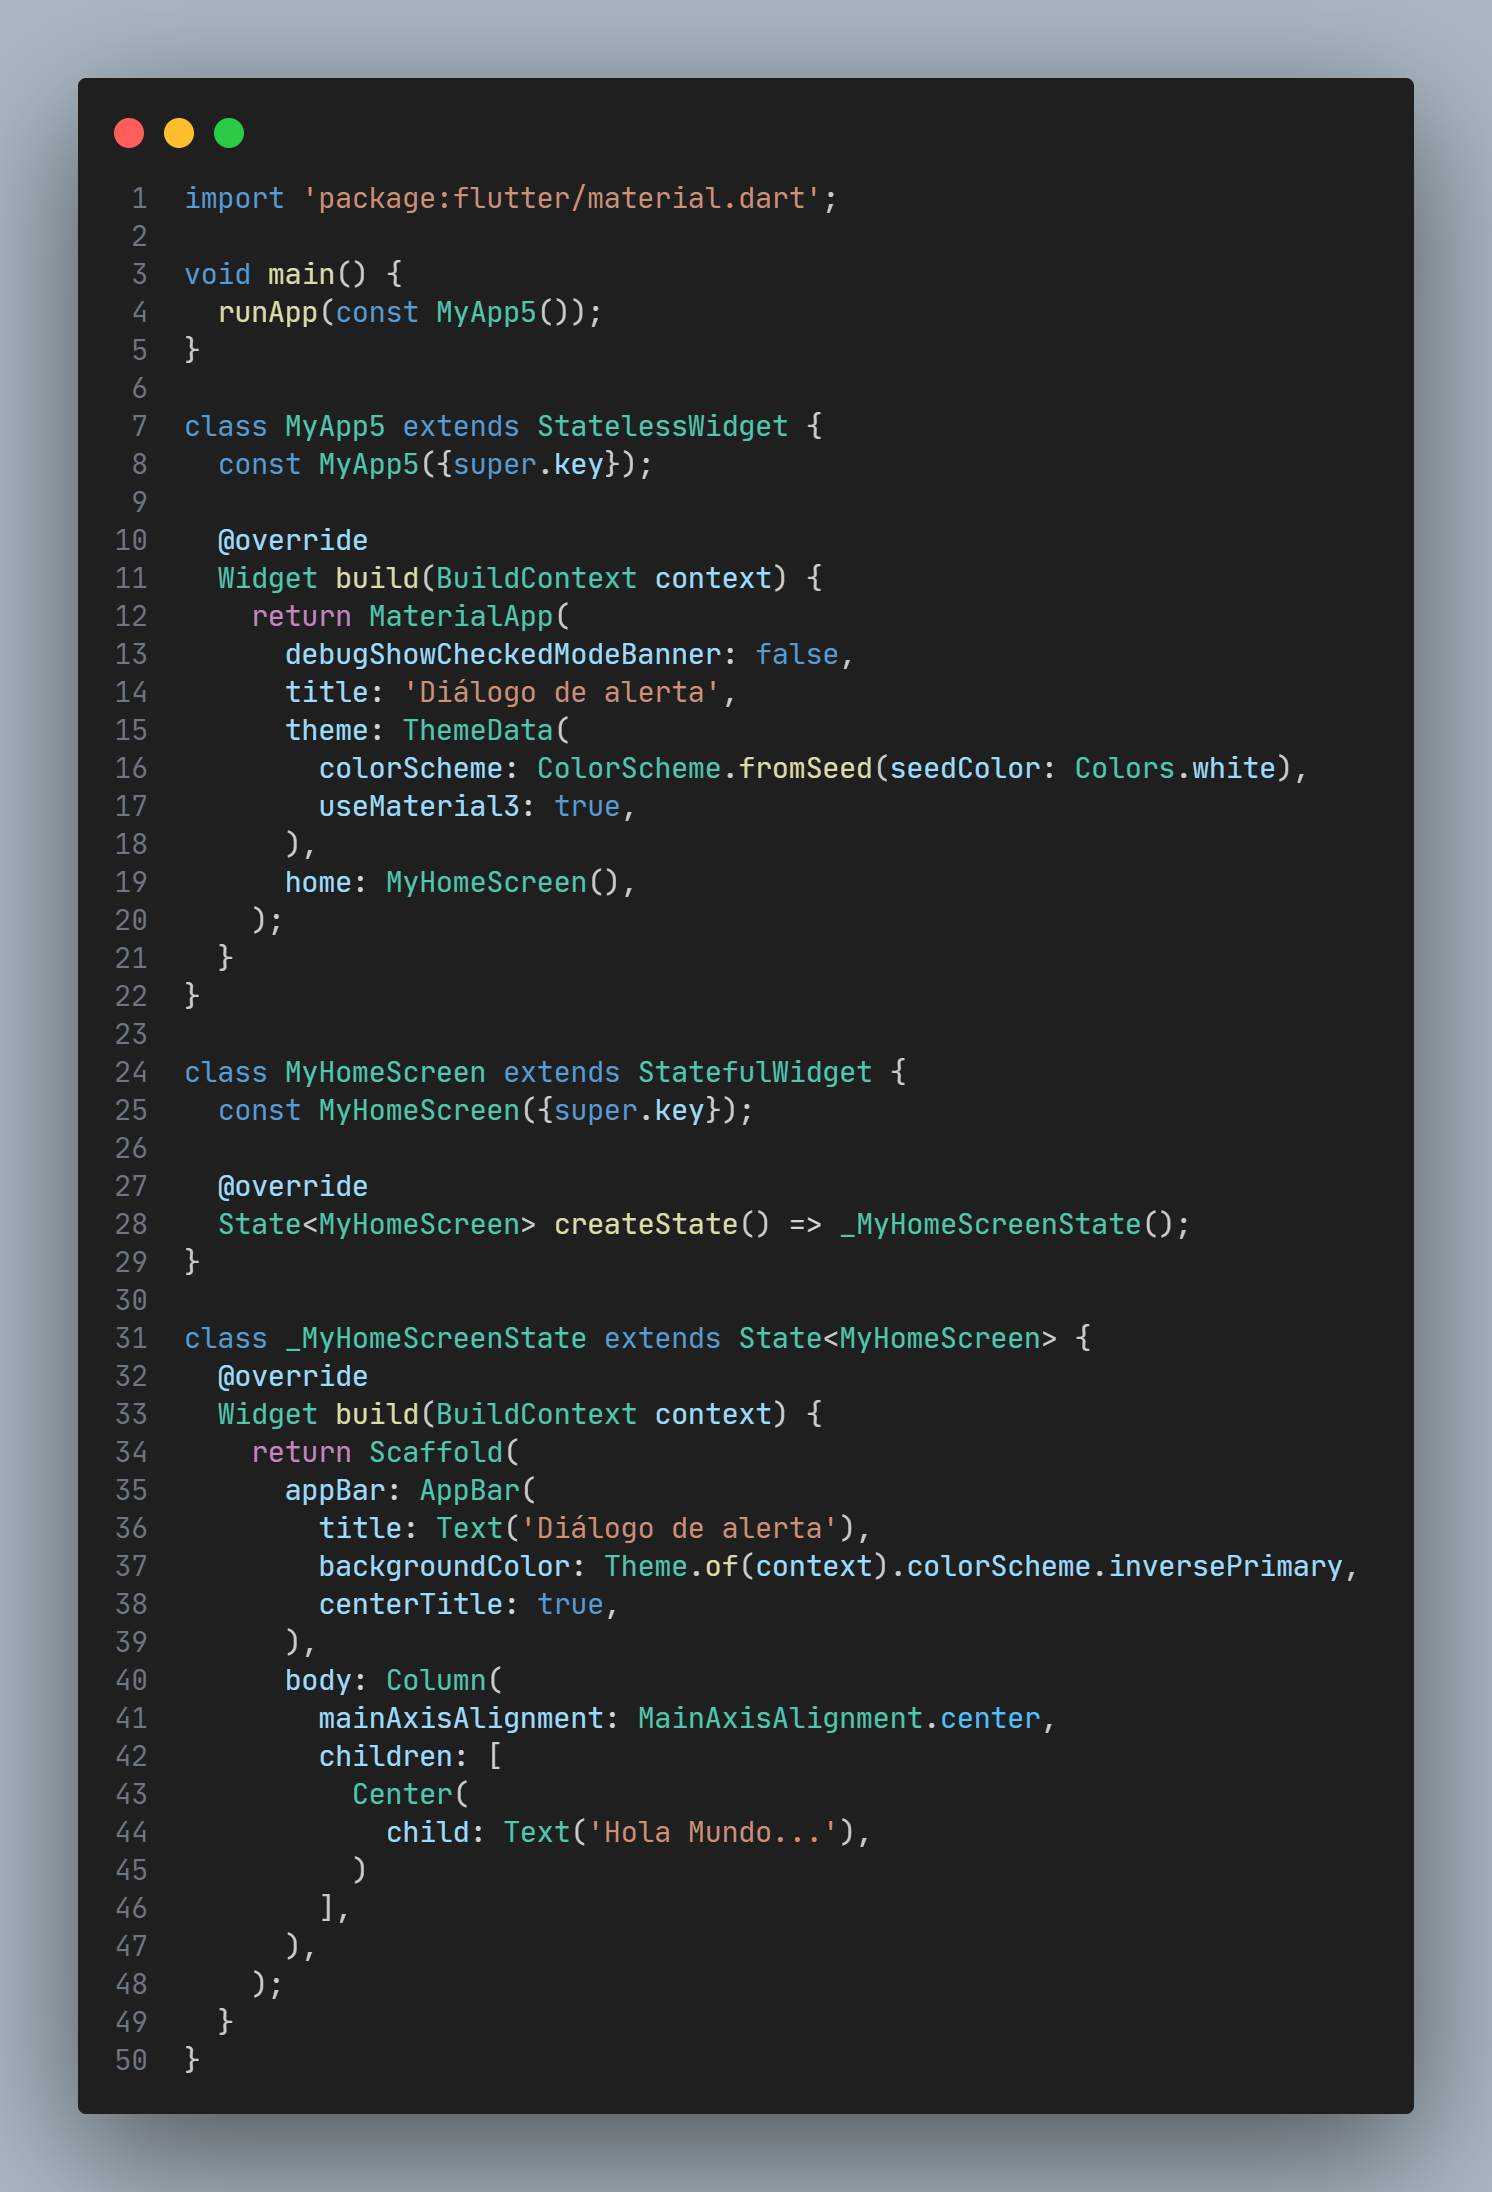 1 import 'package:flutter/material.dart';
2
3 void main() {
4   runApp(const MyApp5());
5 }
6
7 class MyApp5 extends StatelessWidget {
8   const MyApp5({super.key});
9
10   @override
11   Widget build(BuildContext context) {
12     return MaterialApp(
13       debugShowCheckedModeBanner: false,
14       title: 'Diálogo de alerta',
15       theme: ThemeData(
16         colorScheme: ColorScheme.fromSeed(seedColor: Colors.white),
17         useMaterial3: true,
18       ),
19       home: MyHomeScreen(),
20     );
21   }
22 }
23
24 class MyHomeScreen extends StatefulWidget {
25   const MyHomeScreen({super.key});
26
27   @override
28   State<MyHomeScreen> createState() => _MyHomeScreenState();
29 }
30
31 class _MyHomeScreenState extends State<MyHomeScreen> {
32   @override
33   Widget build(BuildContext context) {
34     return Scaffold(
35       appBar: AppBar(
36         title: Text('Diálogo de alerta'),
37         backgroundColor: Theme.of(context).colorScheme.inversePrimary,
38         centerTitle: true,
39       ),
40       body: Column(
41         mainAxisAlignment: MainAxisAlignment.center,
42         children: [
43           Center(
44             child: Text('Hola Mundo...'),
45           )
46         ],
47       ),
48     );
49   }
50 }